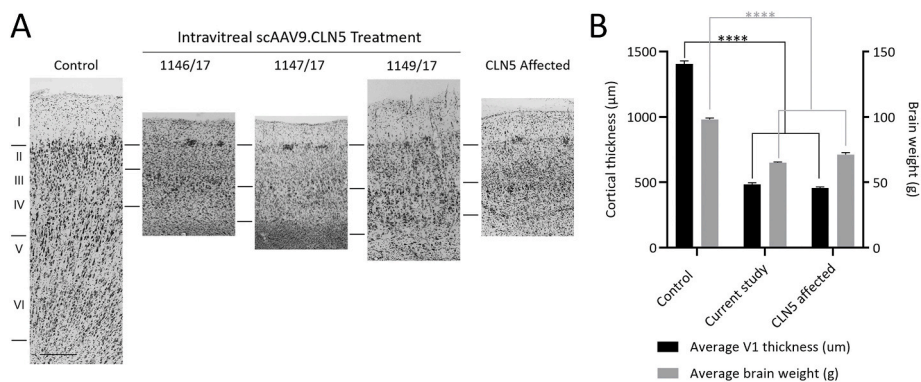 A
Intravitreal scAAV9.CLN5 Treatment
Control
1146/17
1147/17
1149/17
CLN5 Affected
I
II
III
IV
V
VI
B
****
****
1500
1000
500
0
Cortical thickness (µm)
150
100
50
0
Brain weight (g)
Control
Current study
CLN5 affected
Average V1 thickness (um)
Average brain weight (g)